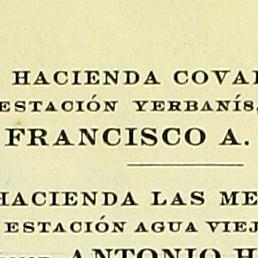 HACIENDA COVA
ESTACIÓN YERBANÍS,
FRANCISCO A.
HACIENDA LAS ME
ESTACIÓN AGUA VIEJ
ANTONIO H